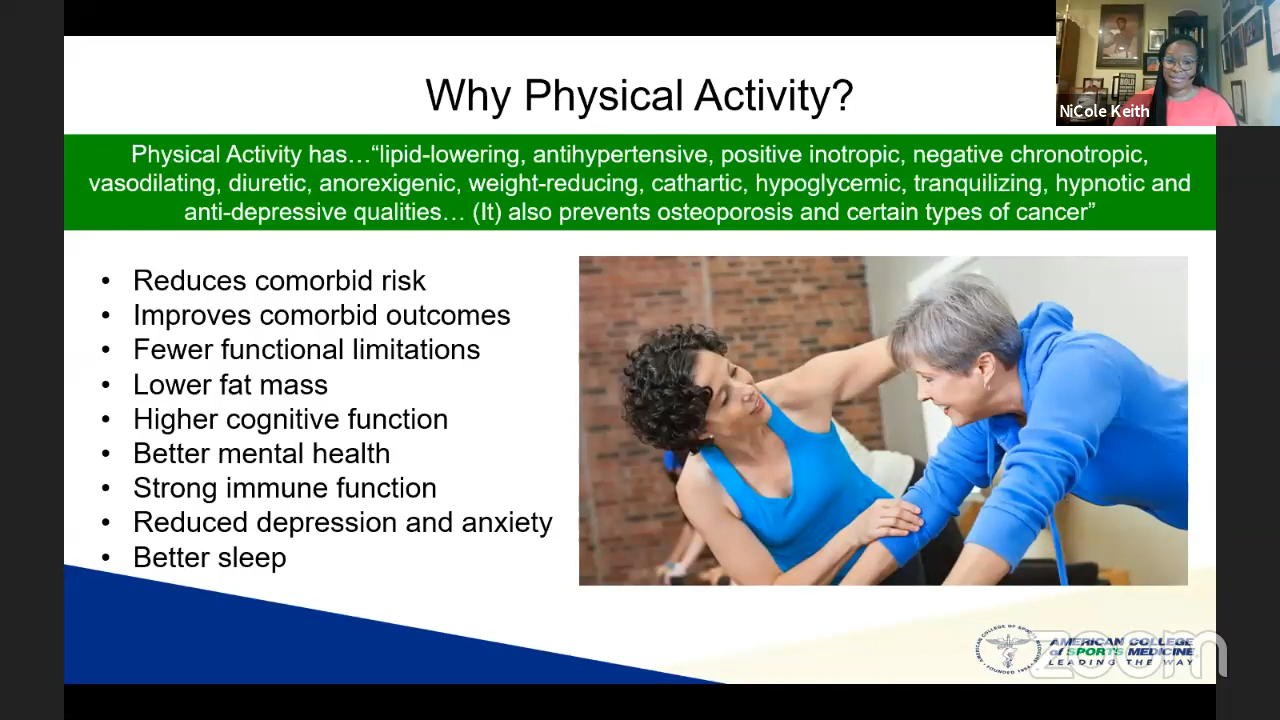 Why Physical Activity?
NiCole Keith
Physical Activity has…“lipid-lowering, antihypertensive, positive inotropic, negative chronotropic,
vasodilating, diuretic, anorexigenic, weight-reducing, cathartic, hypoglycemic, tranquilizing, hypnotic and
anti-depressive qualities… (It) also prevents osteoporosis and certain types of cancer”
• Reduces comorbid risk
• Improves comorbid outcomes
• Fewer functional limitations
• Lower fat mass
• Higher cognitive function
• Better mental health
• Strong immune function
• Reduced depression and anxiety
• Better sleep
AMERICAN COLLEGE
of SPORTS MEDICINE
LEADING THE WAY
zoom